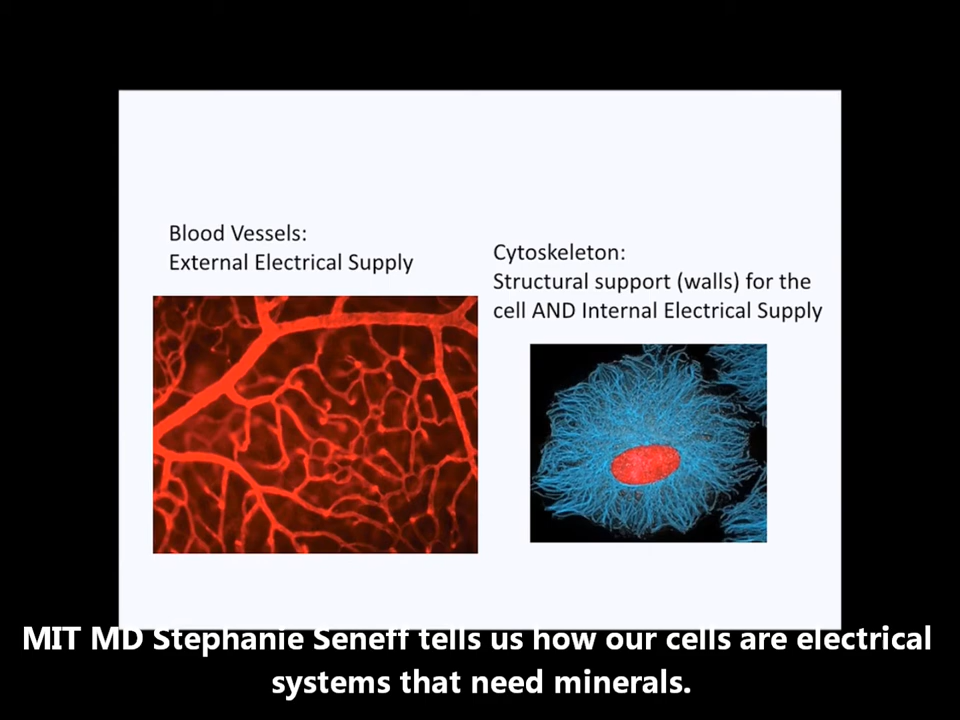 Blood Vessels:
External Electrical Supply
Cytoskeleton:
Structural support (walls) for the
cell AND Internal Electrical Supply
MIT MD Stephanie Seneff tells us how our cells are electrical
systems that need minerals.